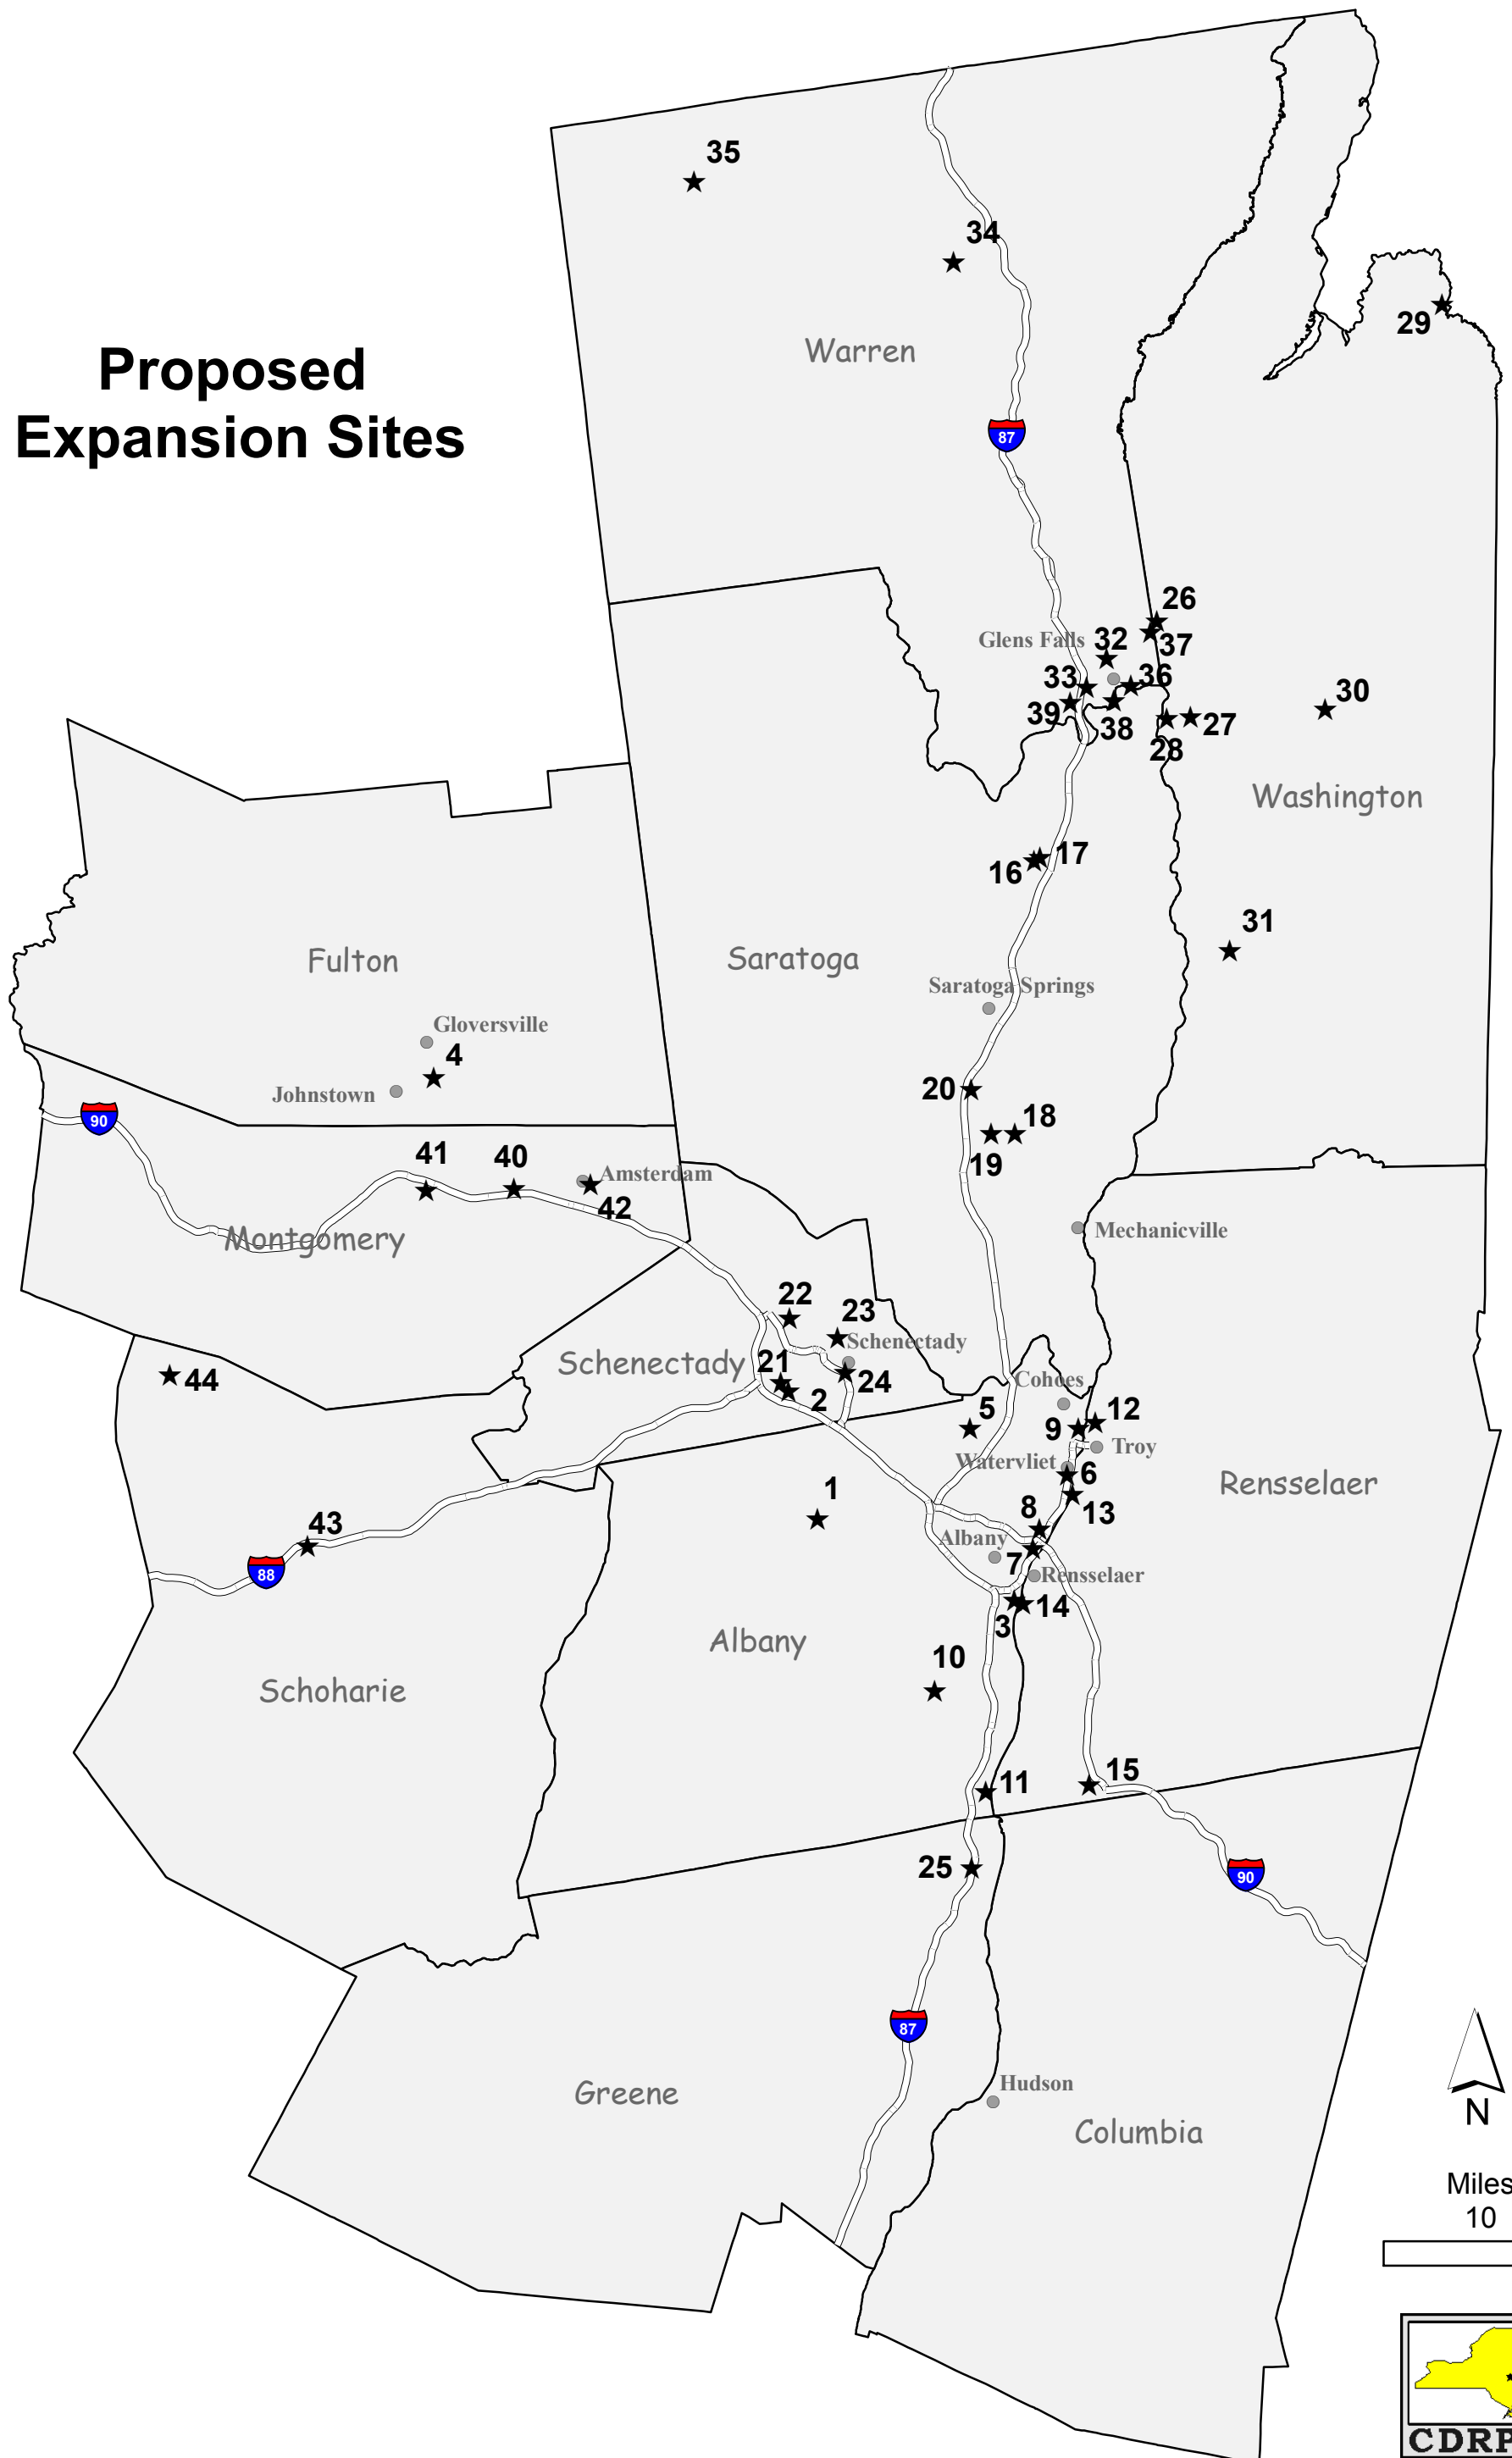 35
34
29
Warren
Proposed
Expansion Sites
87
26
Glens Falls
32
37
33
36
39
38
30
27
28
Washington
17
16
31
Fulton
Saratoga
Saratoga Springs
Gloversville
4
Johnstown
20
18
19
90
41
40
Amsterdam
42
Mechanicville
Montgomery
22
23
Schenectady
Schenectady
21
24
2
44
Cohoes
5
12
9
Troy
Watervliet
6
Rensselaer
1
13
8
43
Albany
7
88
Rensselaer
14
3
Albany
10
Schoharie
15
11
25
90
87
Hudson
Greene
N
Columbia
Miles
10
CDRP